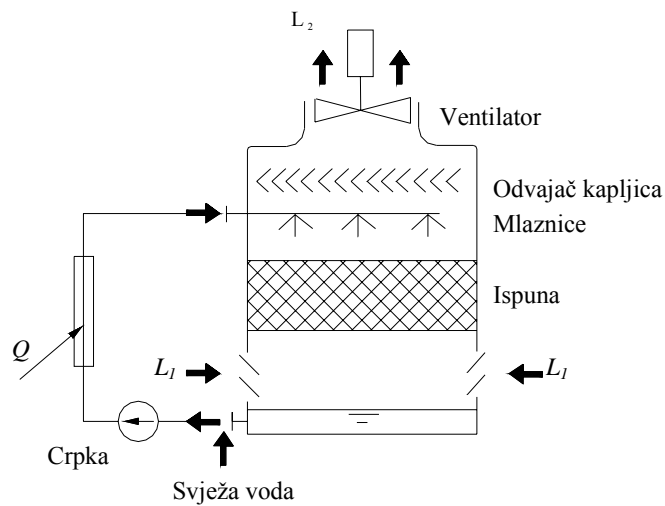 L₂
Ventilator
Odvajač kapljica
Mlaznice
Ispuna
Q
L₁
L₁
Crpka
Svježa voda